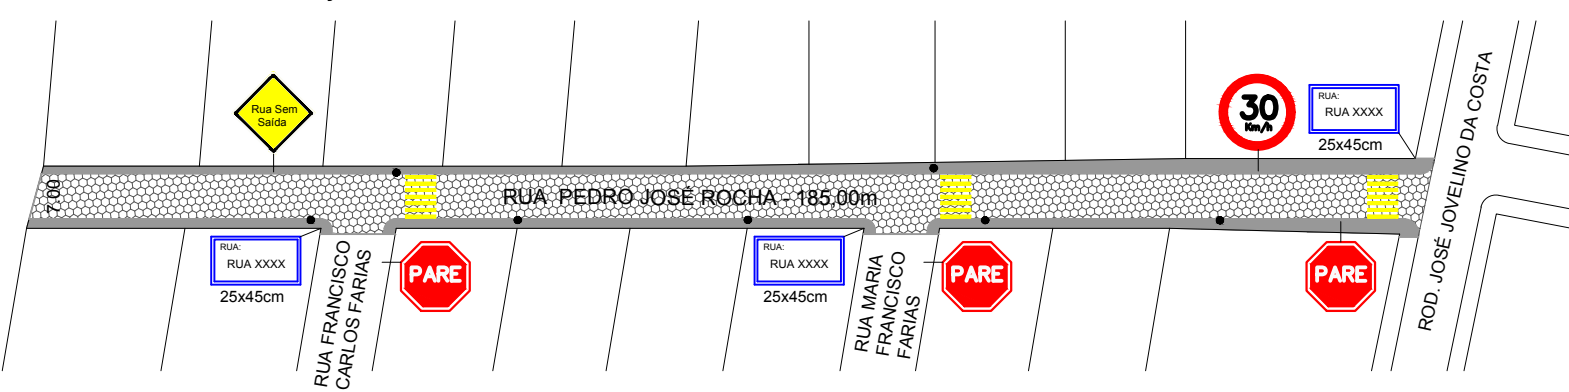 Rua Sem
Saída
30
Km/h
RUA:
RUA XXXX
25x45cm
7.00
RUA PEDRO JOSÉ ROCHA - 185,00m
ROD. JOSÉ JOVELINO DA COSTA
RUA:
RUA XXXX
25x45cm
RUA FRANCISCO
CARLOS FARIAS
PARE
RUA:
RUA XXXX
25x45cm
RUA MARIA
FRANCISCO
FARIAS
PARE
PARE